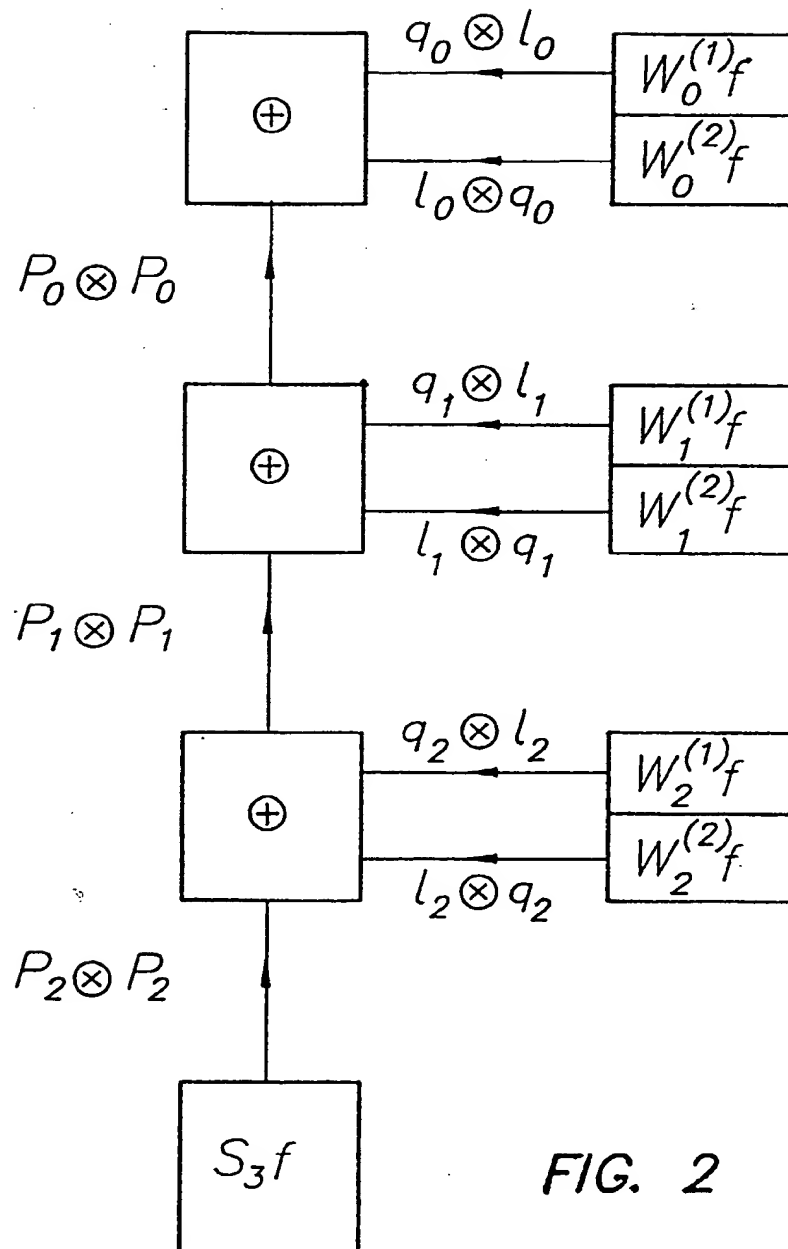 q₀ ⊗ l₀
W₀⁽¹⁾f
⊕
W₀⁽²⁾f
l₀ ⊗ q₀
P₀ ⊗ P₀
q₁ ⊗ l₁
W₁⁽¹⁾f
⊕
W₁⁽²⁾f
l₁ ⊗ q₁
P₁ ⊗ P₁
q₂ ⊗ l₂
W₂⁽¹⁾f
⊕
W₂⁽²⁾f
l₂ ⊗ q₂
P₂ ⊗ P₂
S₃f
FIG. 2